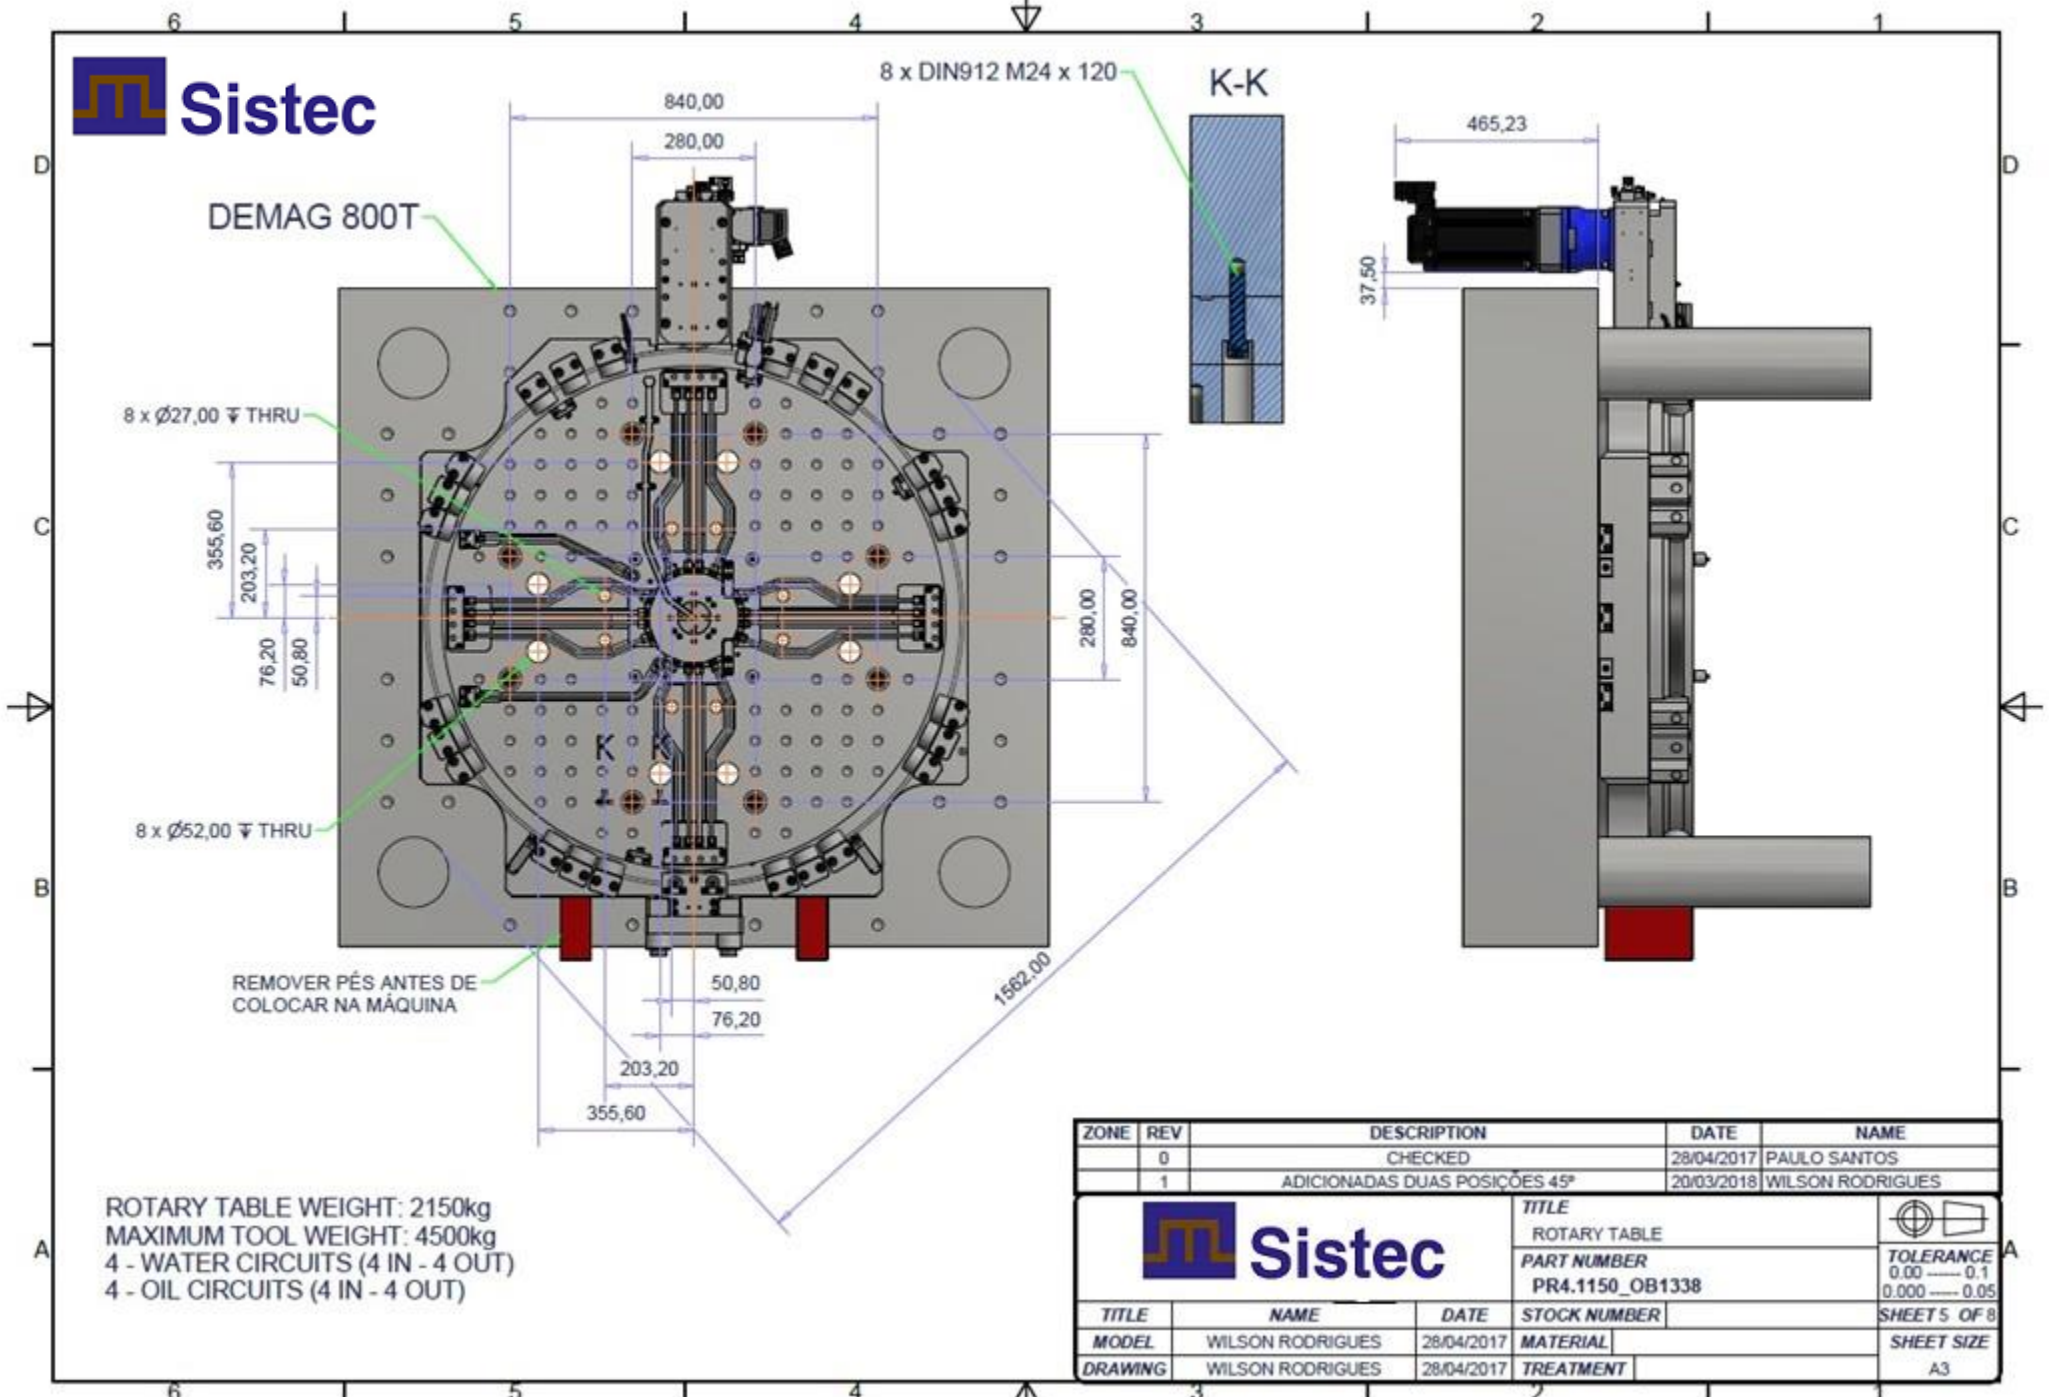 6 5 4 3 2 1
Sistec
8 x DIN912 M24 x 120
K-K
840,00
280,00
465,23
D
D
DEMAG 800T
37,50
8 x Ø27,00 ↧ THRU
355,60
203,20
76,20
50,80
C
C
280,00
840,00
K K
8 x Ø52,00 ↧ THRU
B
B
REMOVER PÉS ANTES DE
COLOCAR NA MÁQUINA
50,80
76,20
1562,00
203,20
355,60
ROTARY TABLE WEIGHT: 2150kg
MAXIMUM TOOL WEIGHT: 4500kg
4 - WATER CIRCUITS (4 IN - 4 OUT)
4 - OIL CIRCUITS (4 IN - 4 OUT)
A
A
ZONE REV DESCRIPTION DATE NAME
0 CHECKED 28/04/2017 PAULO SANTOS
1 ADICIONADAS DUAS POSIÇÕES 45º 20/03/2018 WILSON RODRIGUES
Sistec
TITLE
ROTARY TABLE
PART NUMBER
PR4.1150_OB1338
TOLERANCE
0.00 ------ 0.1
0.000 ----- 0.05
TITLE NAME DATE STOCK NUMBER SHEET 5 OF 8
MODEL WILSON RODRIGUES 28/04/2017 MATERIAL SHEET SIZE
DRAWING WILSON RODRIGUES 28/04/2017 TREATMENT A3
6 5 4 3 2 1